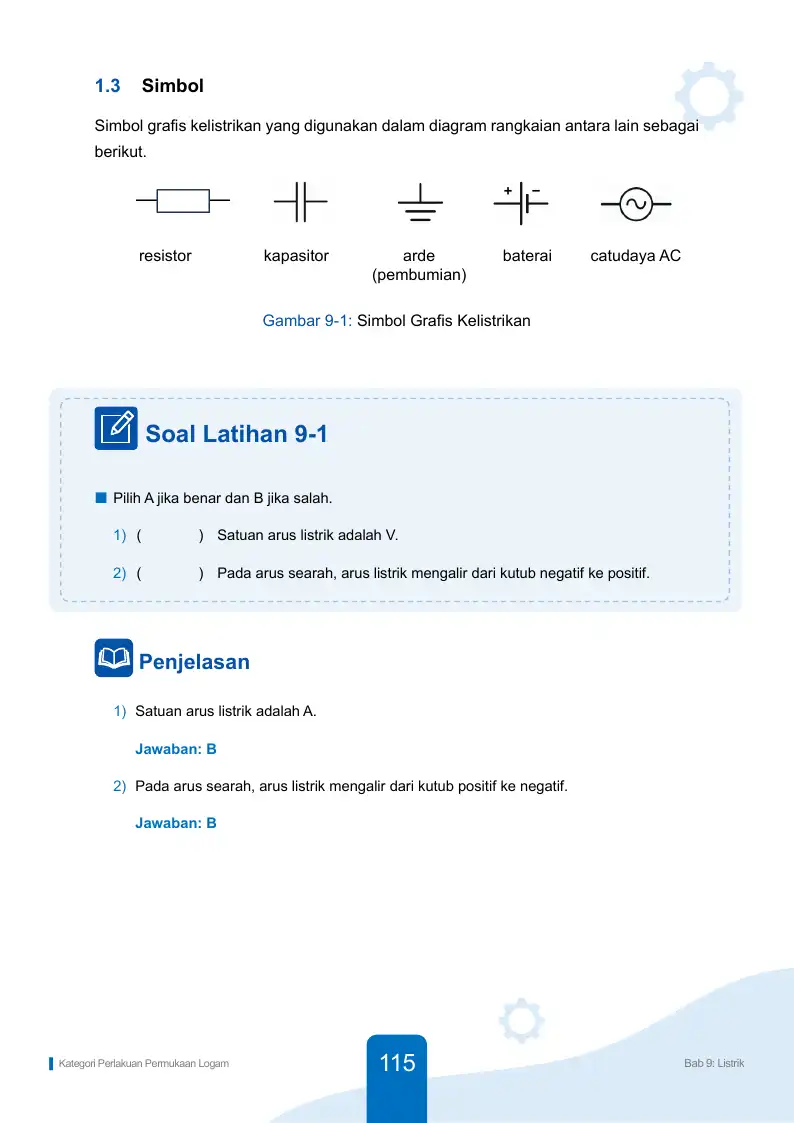 1.3 Simbol
Simbol grafis kelistrikan yang digunakan dalam diagram rangkaian antara lain sebagai
berikut.
+ −
resistor kapasitor arde baterai catudaya AC
(pembumian)
Gambar 9-1: Simbol Grafis Kelistrikan
Soal Latihan 9-1
■ Pilih A jika benar dan B jika salah.
1) ( ) Satuan arus listrik adalah V.
2) ( ) Pada arus searah, arus listrik mengalir dari kutub negatif ke positif.
Penjelasan
1) Satuan arus listrik adalah A.
Jawaban: B
2) Pada arus searah, arus listrik mengalir dari kutub positif ke negatif.
Jawaban: B
Kategori Perlakuan Permukaan Logam 115 Bab 9: Listrik